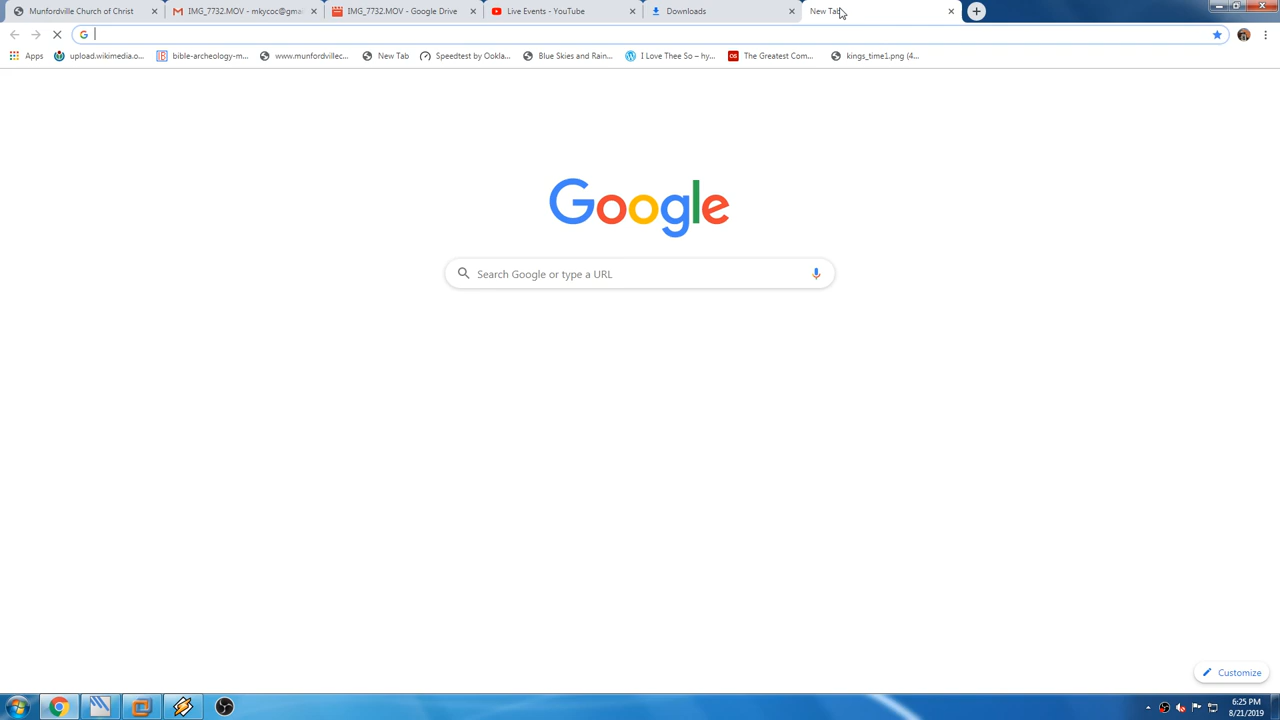 Munfordville Church of Christ
IMG_7732.MOV - mkycoc@gma
IMG_7732.MOV - Google Drive
Live Events - YouTube
Downloads
New Tab
Apps
upload.wikimedia.o...
bible-archeology-m...
www.munfordvillec...
New Tab
Speedtest by Ookla...
Blue Skies and Rain...
I Love Thee So – hy...
The Greatest Com...
kings_time1.png (4...
Google
Search Google or type a URL
Customize
6:25 PM
8/21/2019